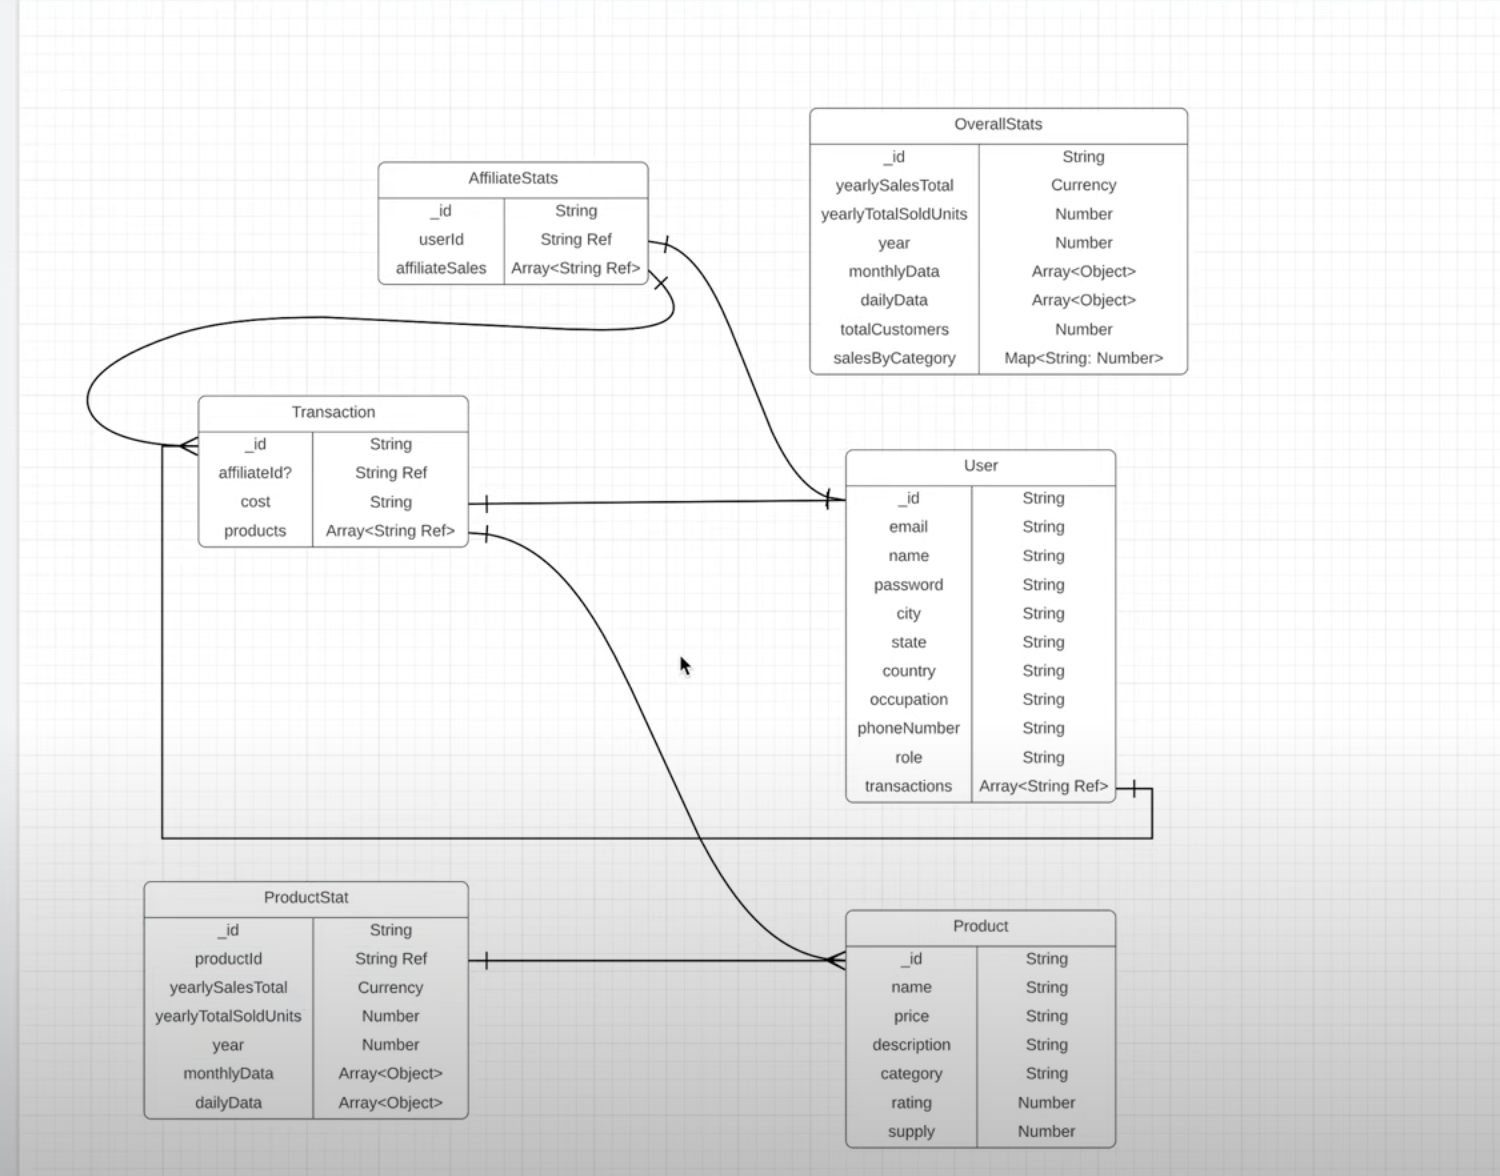 OverallStats
_id String
yearlySalesTotal Currency
yearlyTotalSoldUnits Number
year Number
monthlyData Array<Object>
dailyData Array<Object>
totalCustomers Number
salesByCategory Map<String: Number>
AffiliateStats
_id String
userId String Ref
affiliateSales Array<String Ref>
Transaction
_id String
affiliateId? String Ref
cost String
products Array<String Ref>
User
_id String
email String
name String
password String
city String
state String
country String
occupation String
phoneNumber String
role String
transactions Array<String Ref>
ProductStat
_id String
productId String Ref
yearlySalesTotal Currency
yearlyTotalSoldUnits Number
year Number
monthlyData Array<Object>
dailyData Array<Object>
Product
_id String
name String
price String
description String
category String
rating Number
supply Number